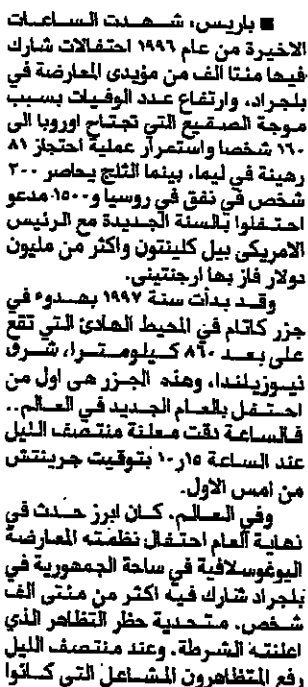 ■ باريس، شهدت الساعات
الاخيرة من عام ١٩٩٦ احتفالات شارك
فيها مئتا الف من مؤيدي المعارضة في
بلجراد، وارتفاع عدد الوفيات بسبب
موجة الصقيع التي تجتاح اوروبا الى
١٦٠ شخصا واستمرار عملية احتجاز ٨١
رهينة في ليما، بينما الثلج يحاصر ٣٠٠
شخص في نفق في روسيا و١٥٠٠ مدعو
احتفلوا بالسنة الجديدة مع الرئيس
الامريكي بيل كلينتون واكثر من مليون
دولار فاز بها ارجنتيني.
وقد بدأت سنة ١٩٩٧ بهدوء في
جزر كاتام في المحيط الهادئ التي تقع
على بعد ٨٦٠ كيلومترا، شرق
نيوزيلندا، وهذه الجزر هى اول من
احتفل بالعام الجديد في العالم..
فالساعة دقت معلنة منتصف الليل
عند الساعة ١٥ر١٠ بتوقيت جرينتش
من امس الاول.
وفي العالم، كان ابرز حدث في
نهاية العام احتفال نظمته المعارضة
اليوغوسلافية في ساحة الجمهورية في
بلجراد شارك فيه اكثر من مئتى الف
شخص، متحدية حظر التظاهر الذي
اعلنته الشرطة. وعند منتصف الليل
رفع المتظاهرون المشاعل التي كانوا